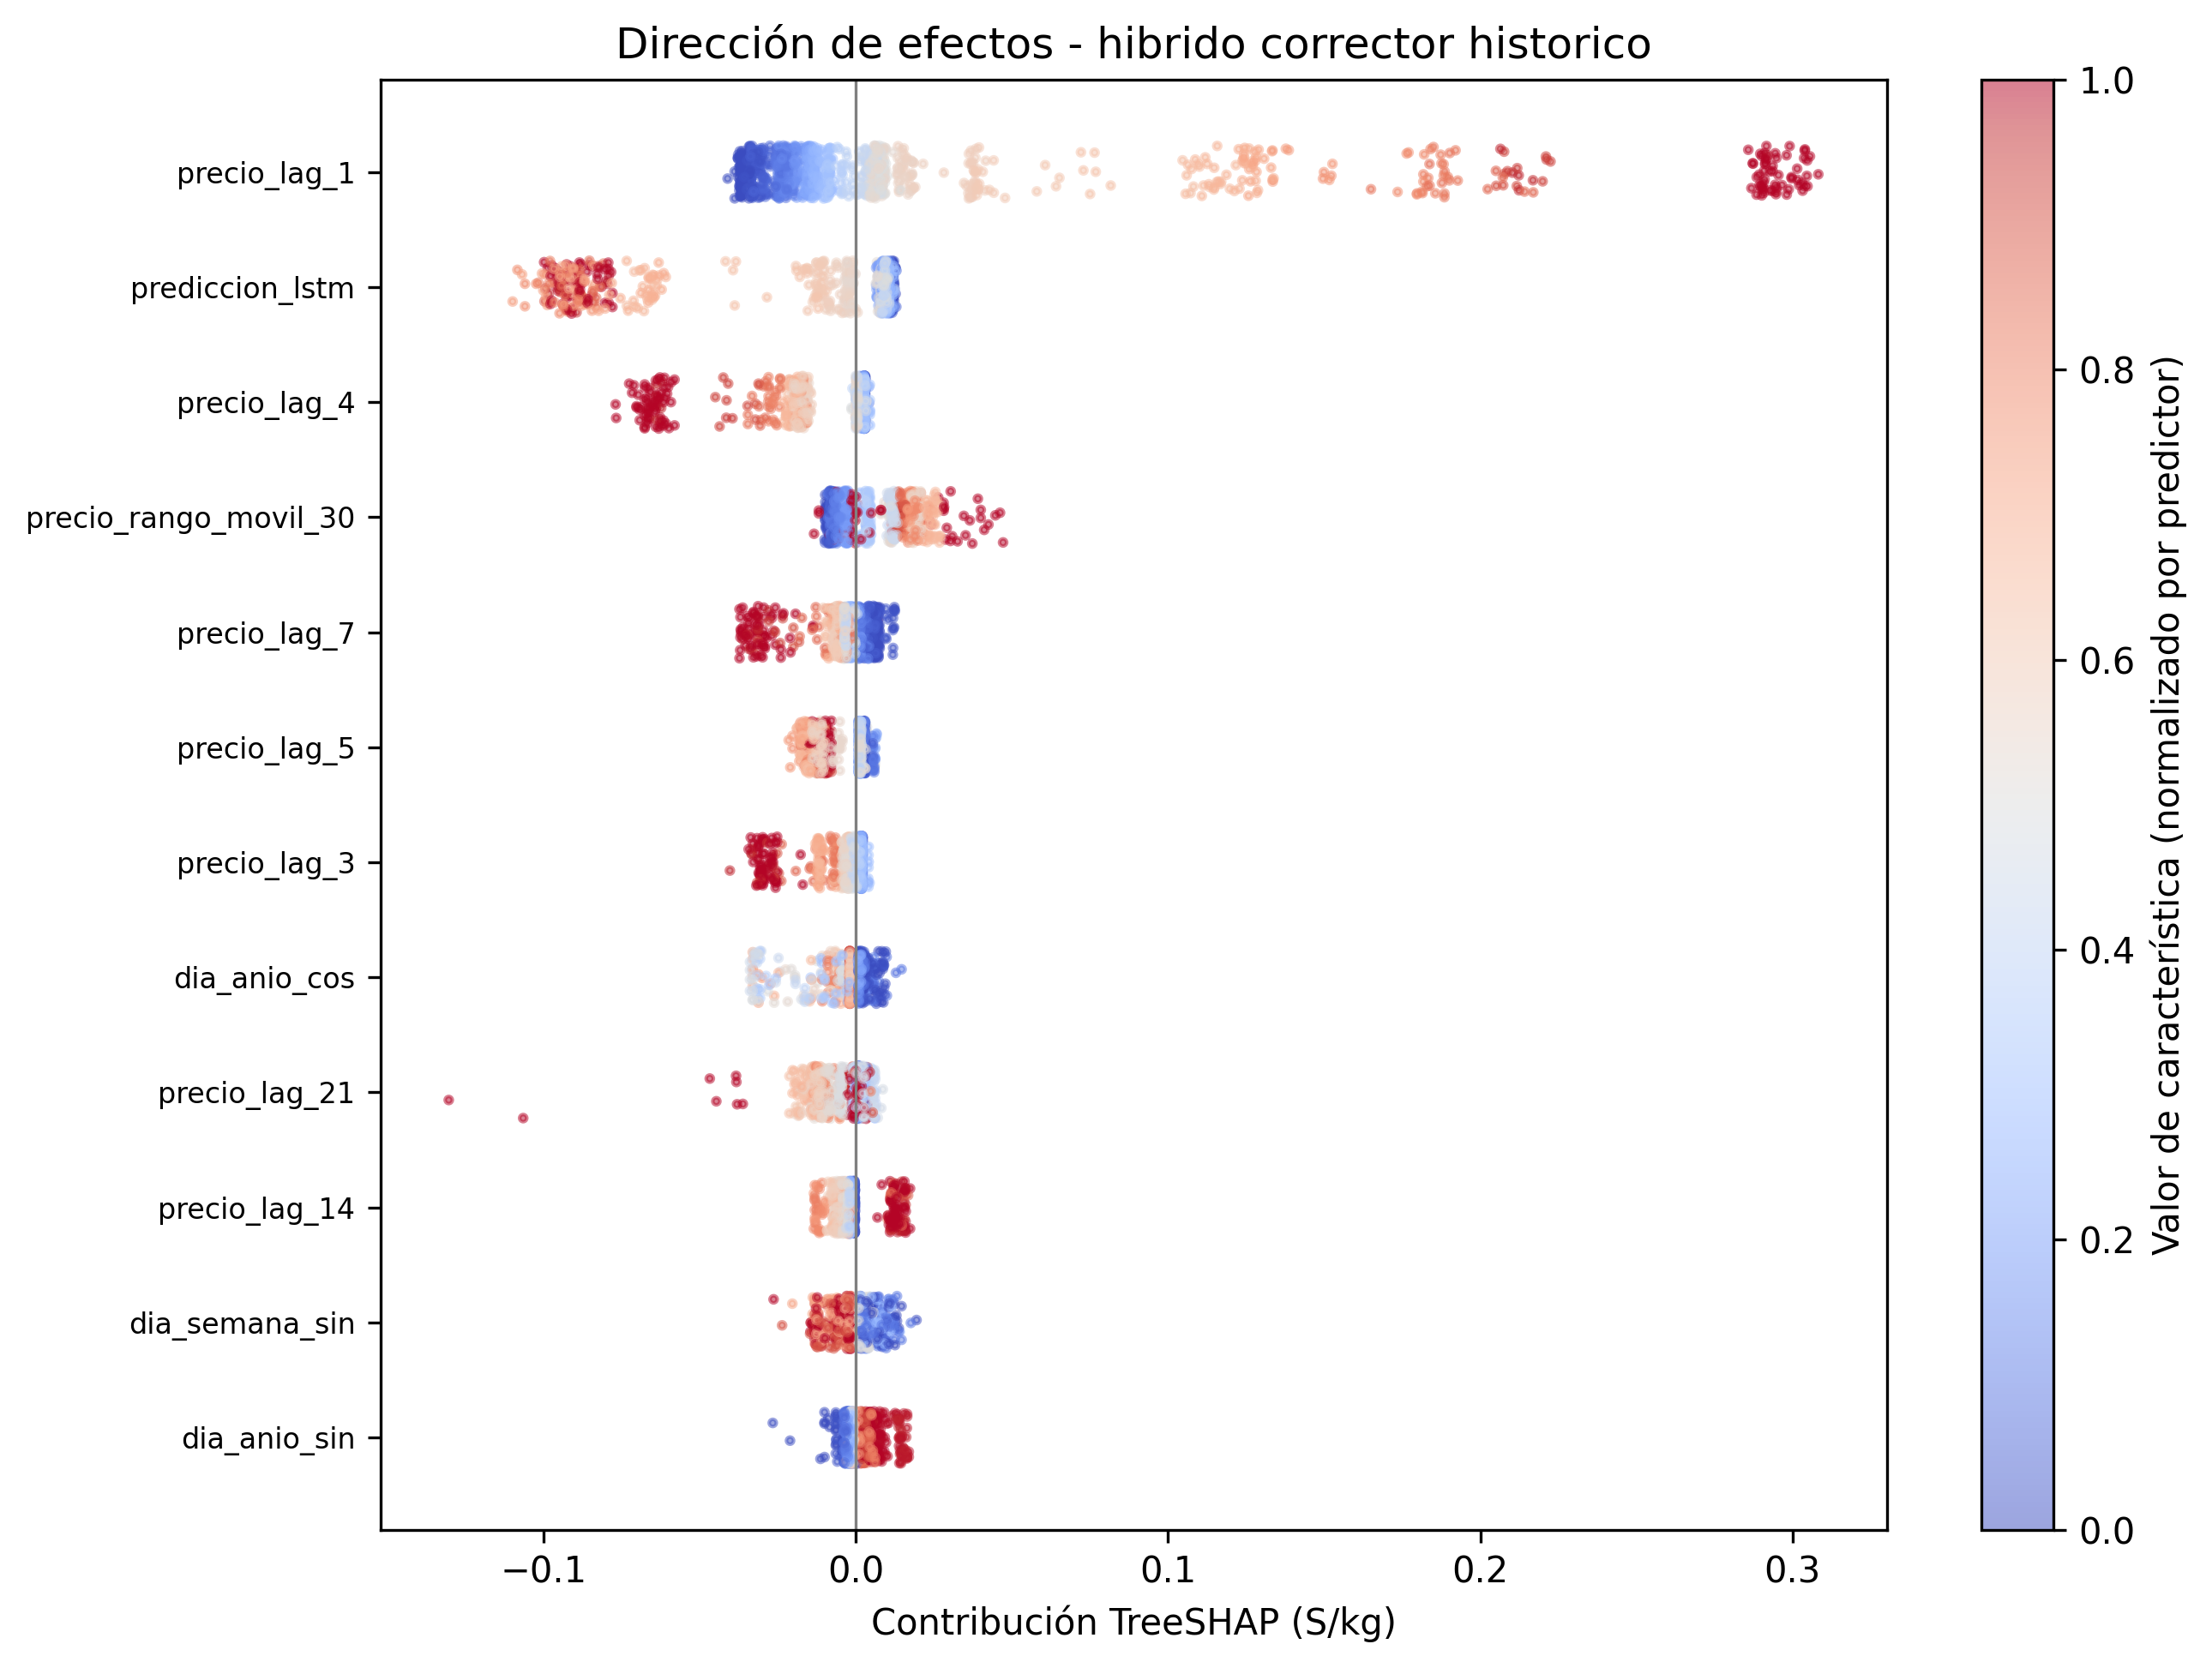 Dirección de efectos - hibrido corrector historico
precio_lag_1
prediccion_lstm
precio_lag_4
precio_rango_movil_30
precio_lag_7
precio_lag_5
precio_lag_3
dia_anio_cos
precio_lag_21
precio_lag_14
dia_semana_sin
dia_anio_sin
−0.1 0.0 0.1 0.2 0.3
Contribución TreeSHAP (S/kg)
1.0
0.8
0.6
0.4
0.2
0.0
Valor de característica (normalizado por predictor)